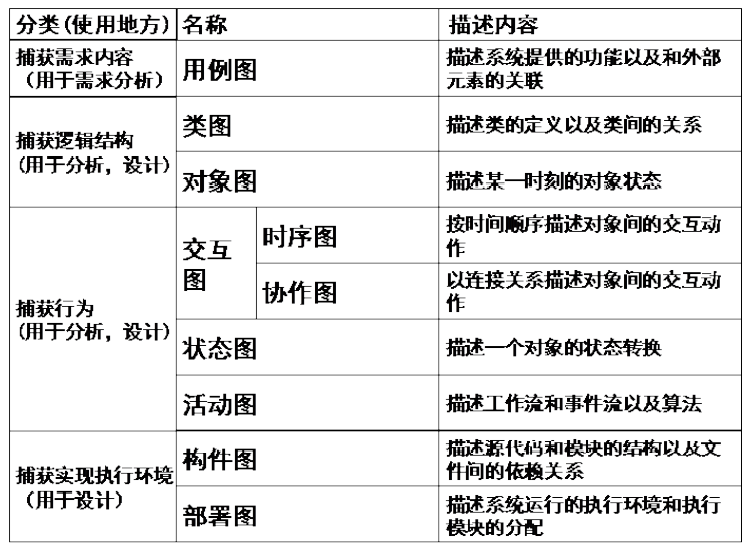 分类(使用地方) 名称 描述内容
捕获需求内容
（用于需求分析）
用例图
描述系统提供的功能以及和外部
元素的关联
捕获逻辑结构
(用于分析，设计)
类图
描述类的定义以及类间的关系
对象图
描述某一时刻的对象状态
捕获行为
(用于分析，设计)
交互
图
时序图
按时间顺序描述对象间的交互动
作
协作图
以连接关系描述对象间的交互动
作
状态图
描述一个对象的状态转换
活动图
描述工作流和事件流以及算法
捕获实现执行环境
（用于设计）
构件图
描述源代码和模块的结构以及文
件间的依赖关系
部署图
描述系统运行的执行环境和执行
模块的分配